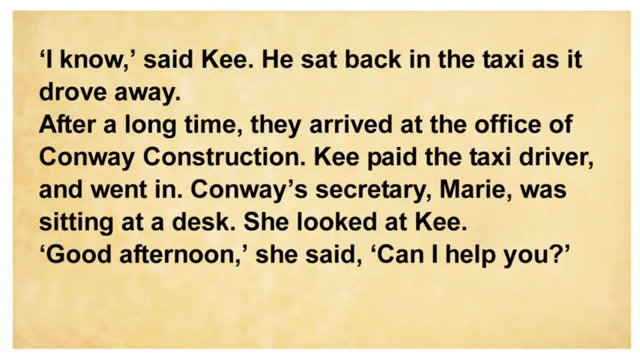 ‘I know,’ said Kee. He sat back in the taxi as it
drove away.
After a long time, they arrived at the office of
Conway Construction. Kee paid the taxi driver,
and went in. Conway’s secretary, Marie, was
sitting at a desk. She looked at Kee.
‘Good afternoon,’ she said, ‘Can I help you?’